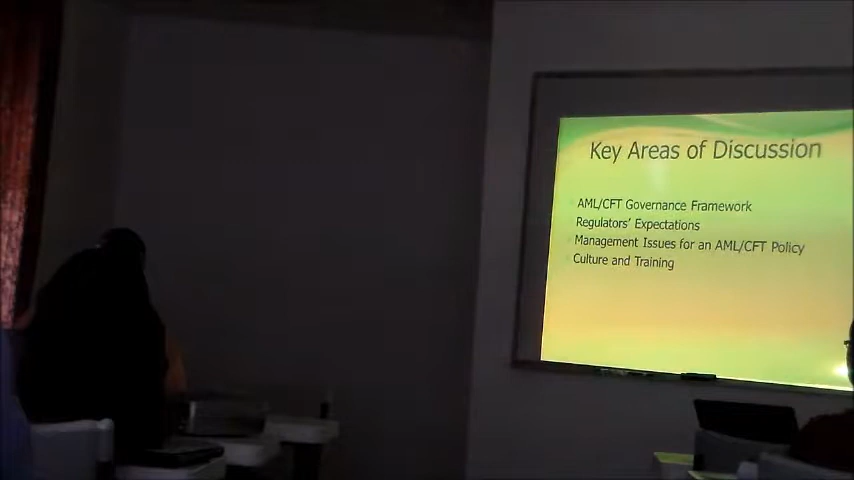 Key Areas of Discussion
AML/CFT Governance Framework
Regulators' Expectations
Management Issues for an AML/CFT Policy
Culture and Training